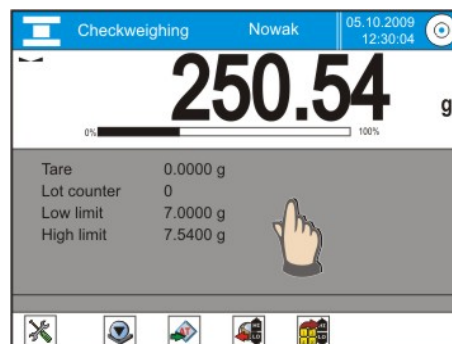 Checkweighing Nowak 05.10.2009
12:30:04
250.54 g
0% 100%
Tare 0.0000 g
Lot counter 0
Low limit 7.0000 g
High limit 7.5400 g